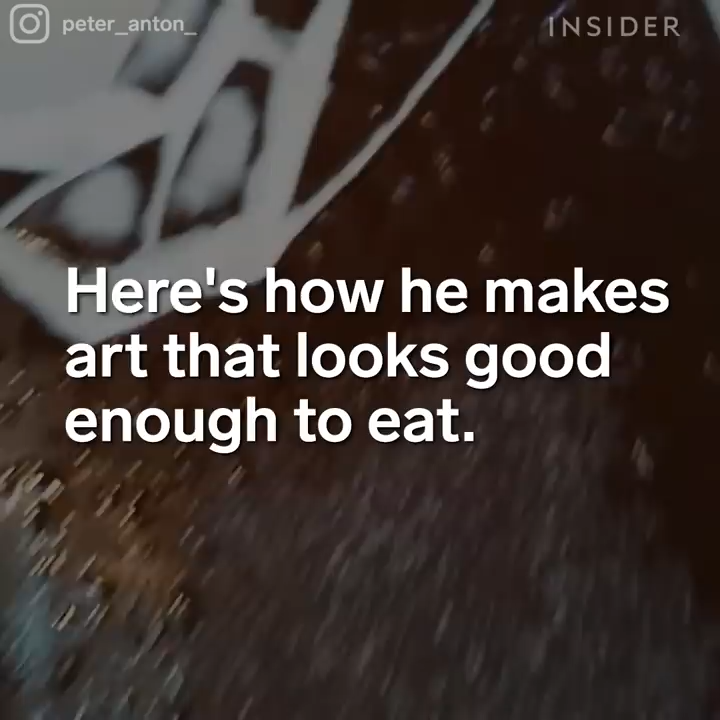 peter_anton_
INSIDER
Here's how he makes
art that looks good
enough to eat.